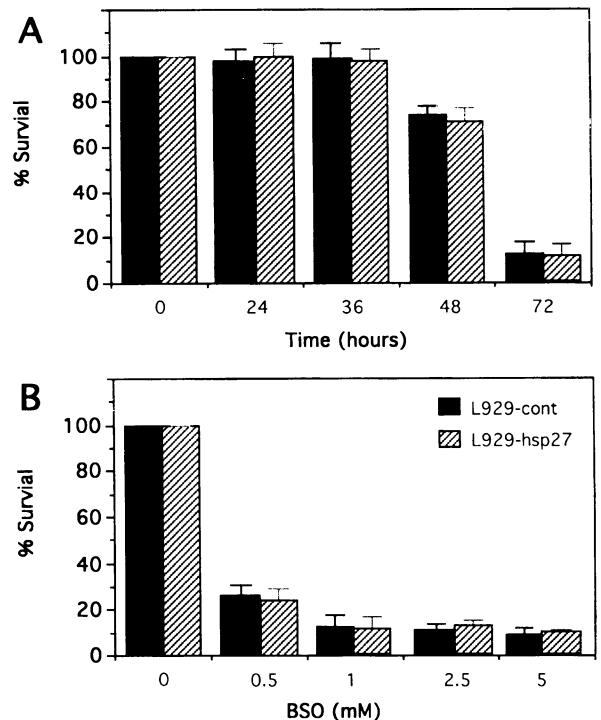 A
% Survival
100
80
60
40
20
0
0 24 36 48 72
Time (hours)
B
% Survial
100
80
60
40
20
0
L929-cont
L929-hsp27
0 0.5 1 2.5 5
BSO (mM)